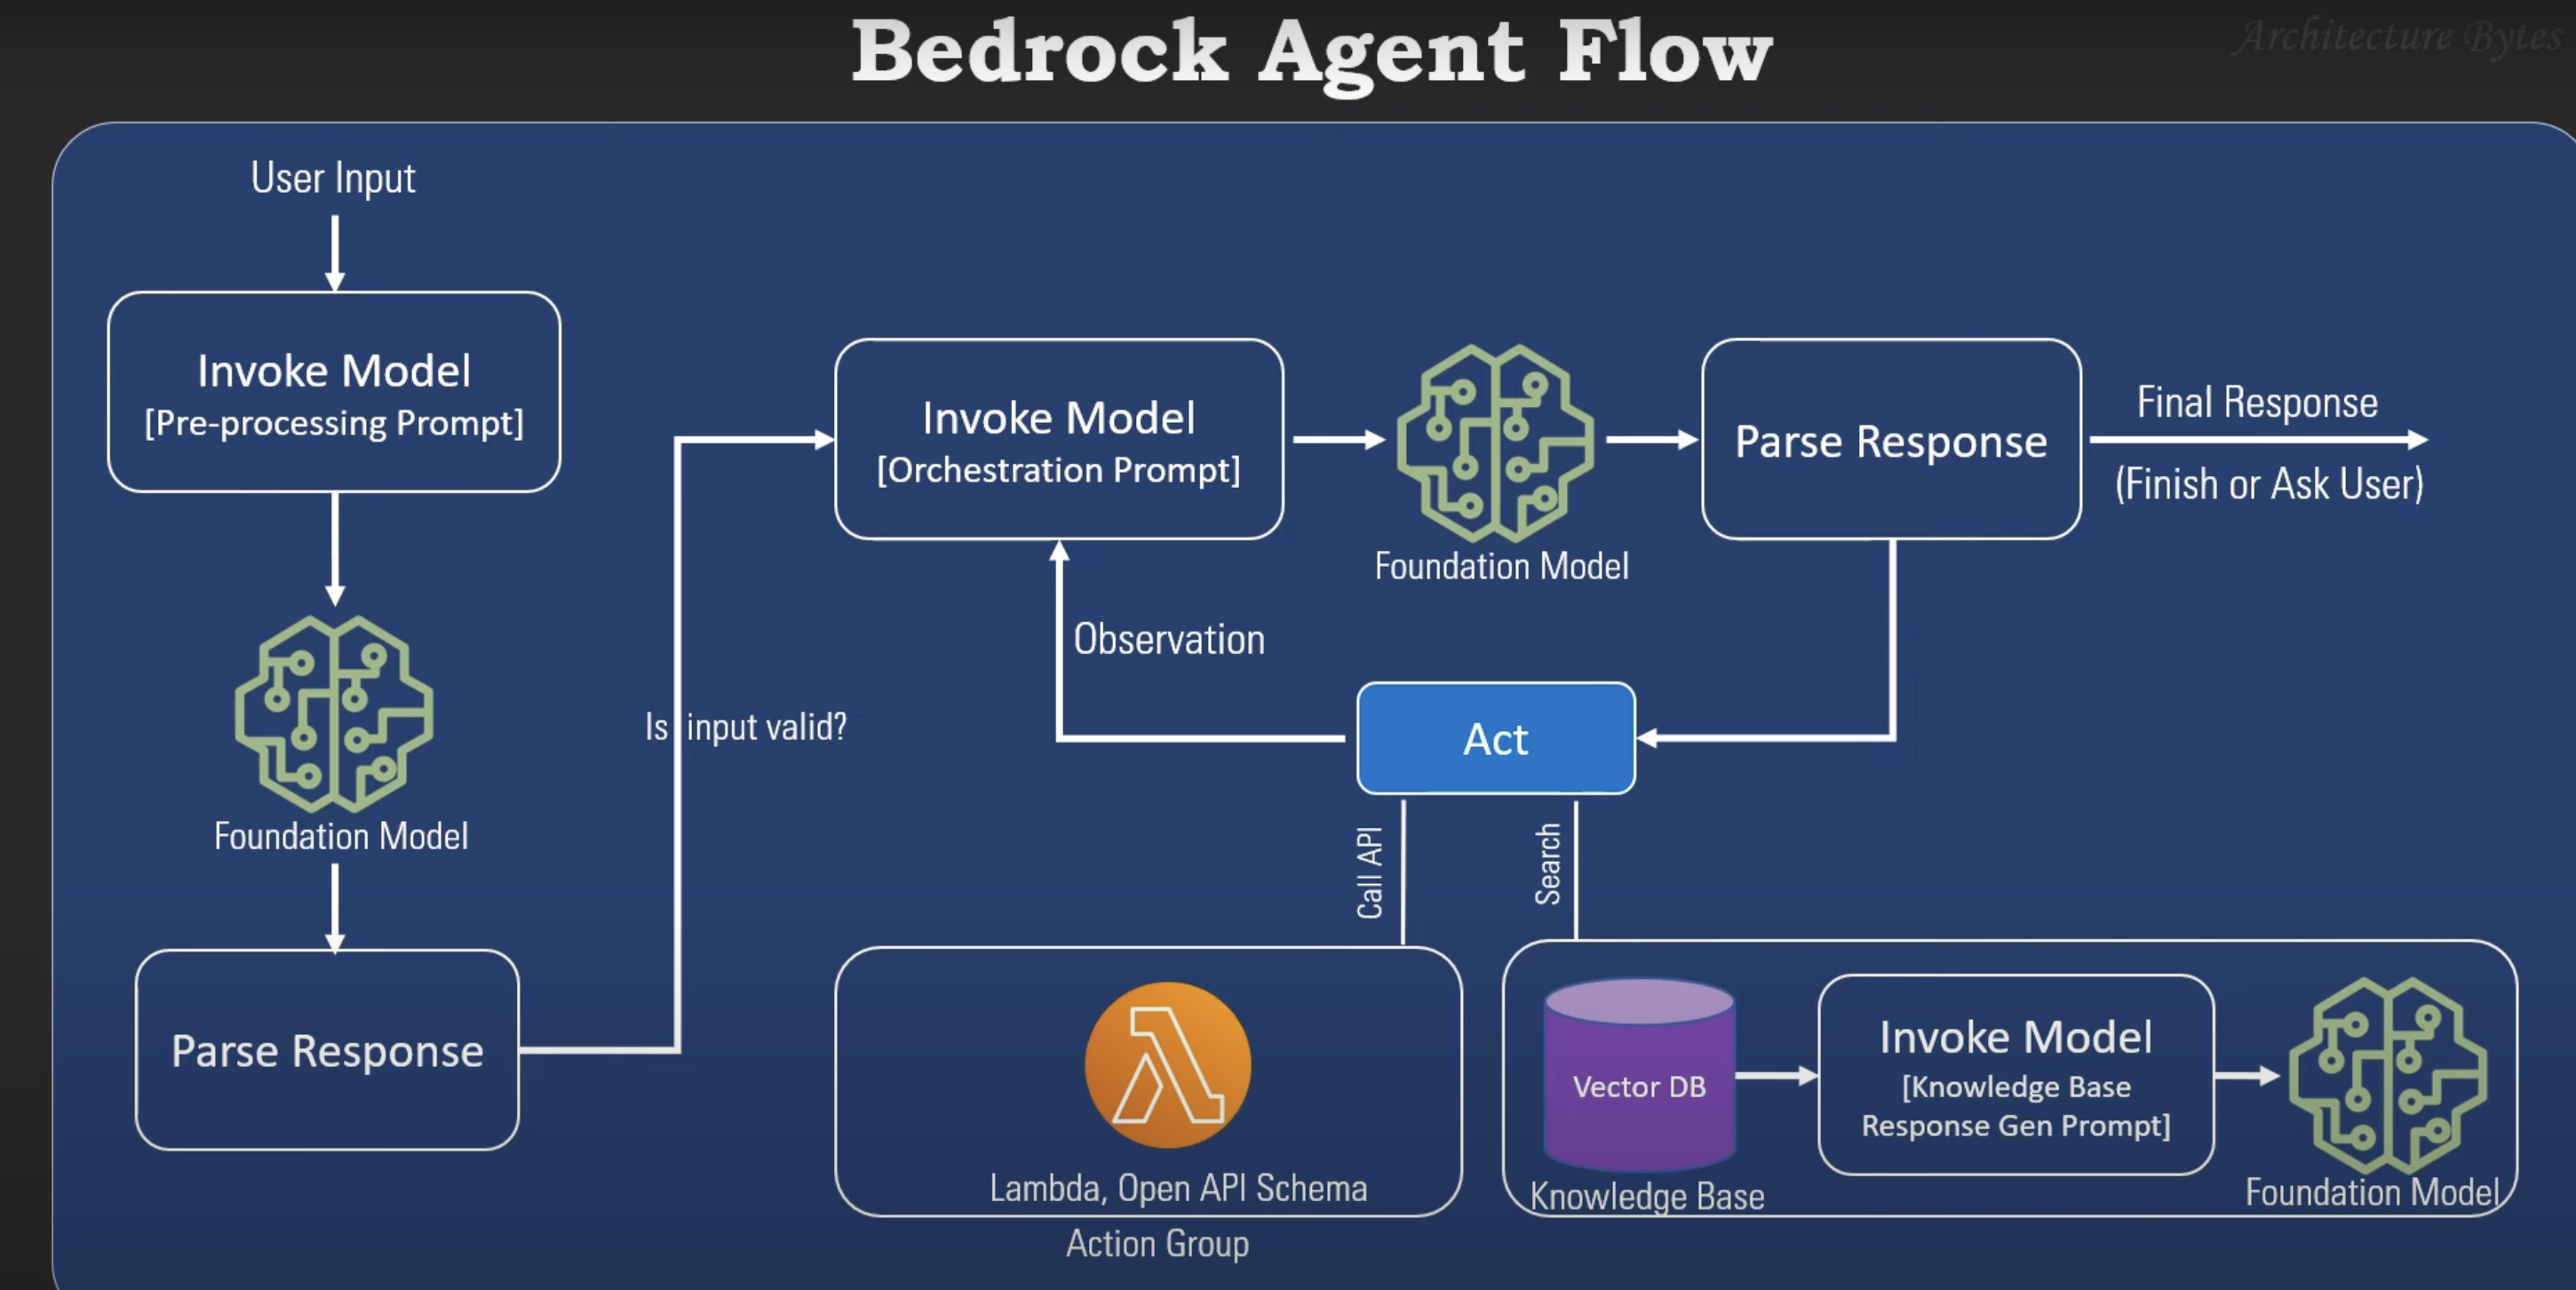 Bedrock Agent Flow
Architecture Bytes
User Input
Invoke Model
[Pre-processing Prompt]
Foundation Model
Parse Response
Is input valid?
Invoke Model
[Orchestration Prompt]
Foundation Model
Parse Response
Final Response
(Finish or Ask User)
Observation
Act
Call API
Search
Lambda, Open API Schema
Action Group
Vector DB
Knowledge Base
Invoke Model
[Knowledge Base
Response Gen Prompt]
Foundation Model